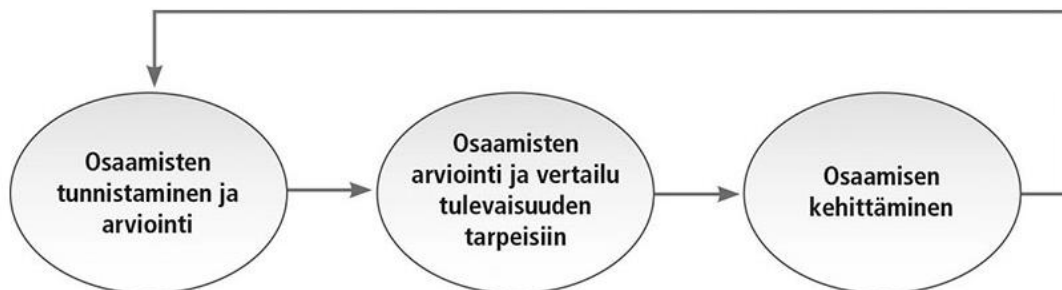 Osaamisten
tunnistaminen ja
arviointi
Osaamisten
arviointi ja vertailu
tulevaisuuden
tarpeisiin
Osaamisen
kehittäminen